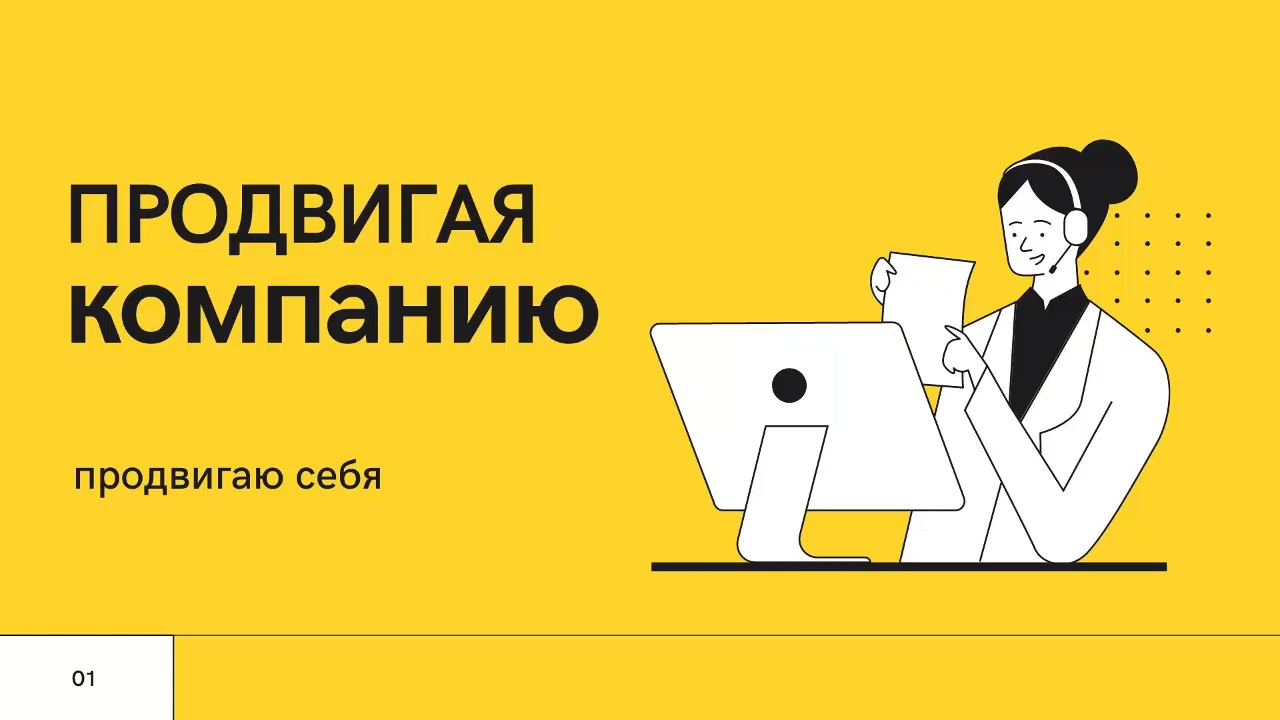 ПРОДВИГАЯ
компанию
продвигаю себя
01